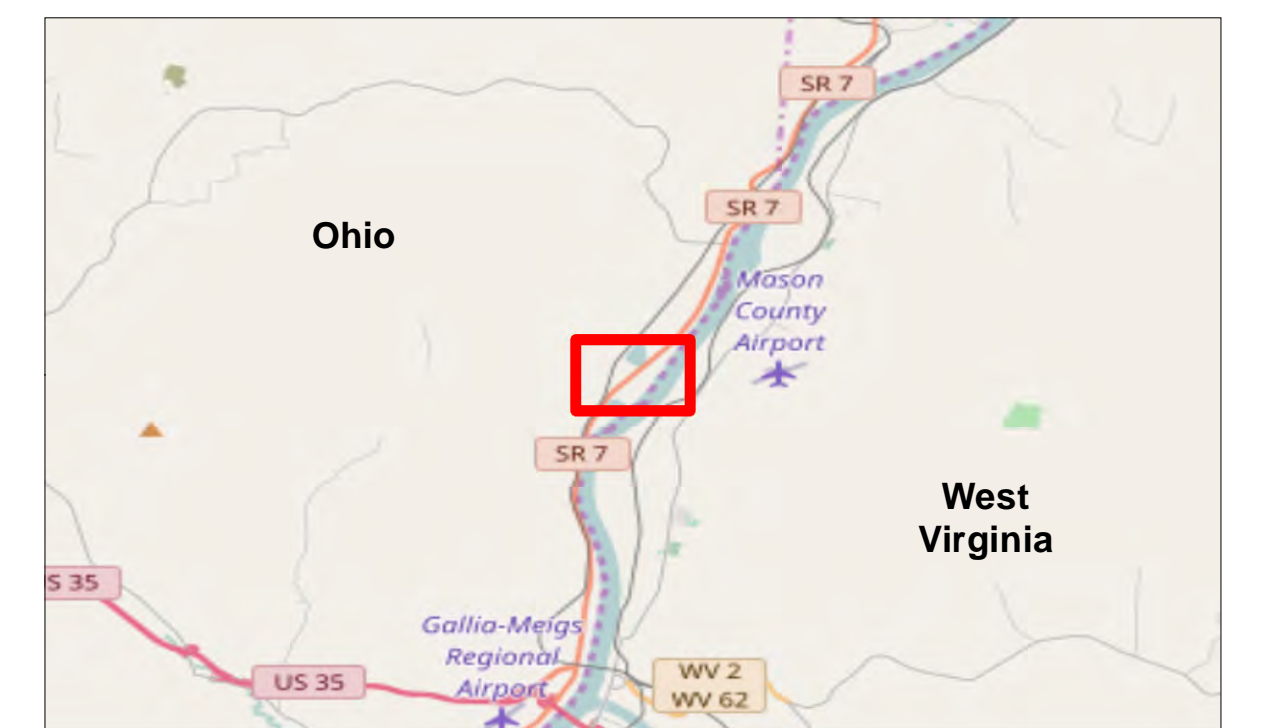 SR 7
SR 7
Ohio
Mason
County
Airport
SR 7
West
Virginia
S 35
Gallia-Meigs
Regional
Airport
US 35
WV 2
WV 62